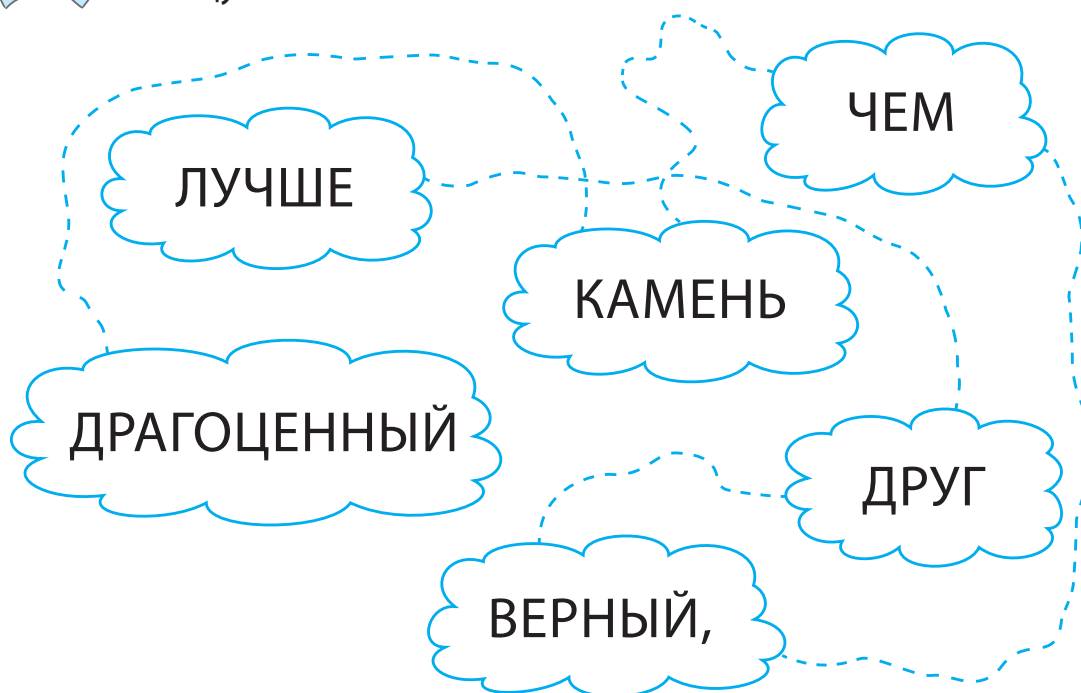 ЧЕМ
ЛУЧШЕ
КАМЕНЬ
ДРАГОЦЕННЫЙ
ДРУГ
ВЕРНЫЙ,